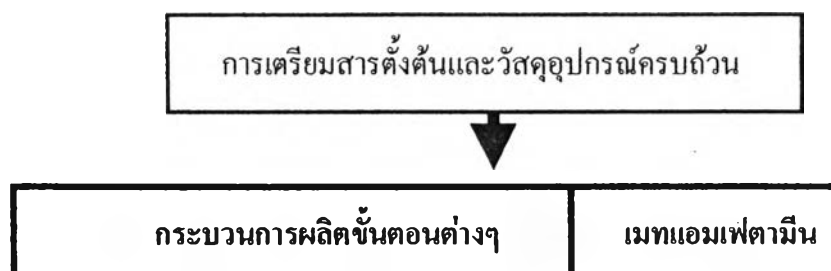 การเตรียมสารตั้งต้นและวัสดุอุปกรณ์ครบถ้วน
กระบวนการผลิตขั้นตอนต่างๆ เมทแอมเฟตามีน